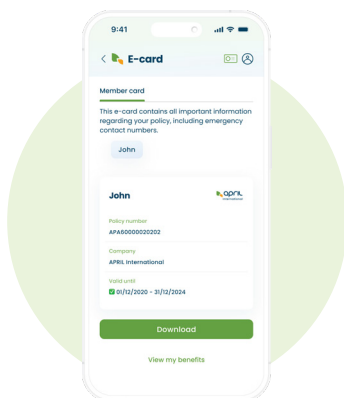 9:41
E-card
Member card
This e-card contains all important information
regarding your policy, including emergency
contact numbers.
John
John
april
International
Policy number
APA60000020202
Company
APRIL International
Valid until
01/12/2020 - 31/12/2024
Download
View my benefits